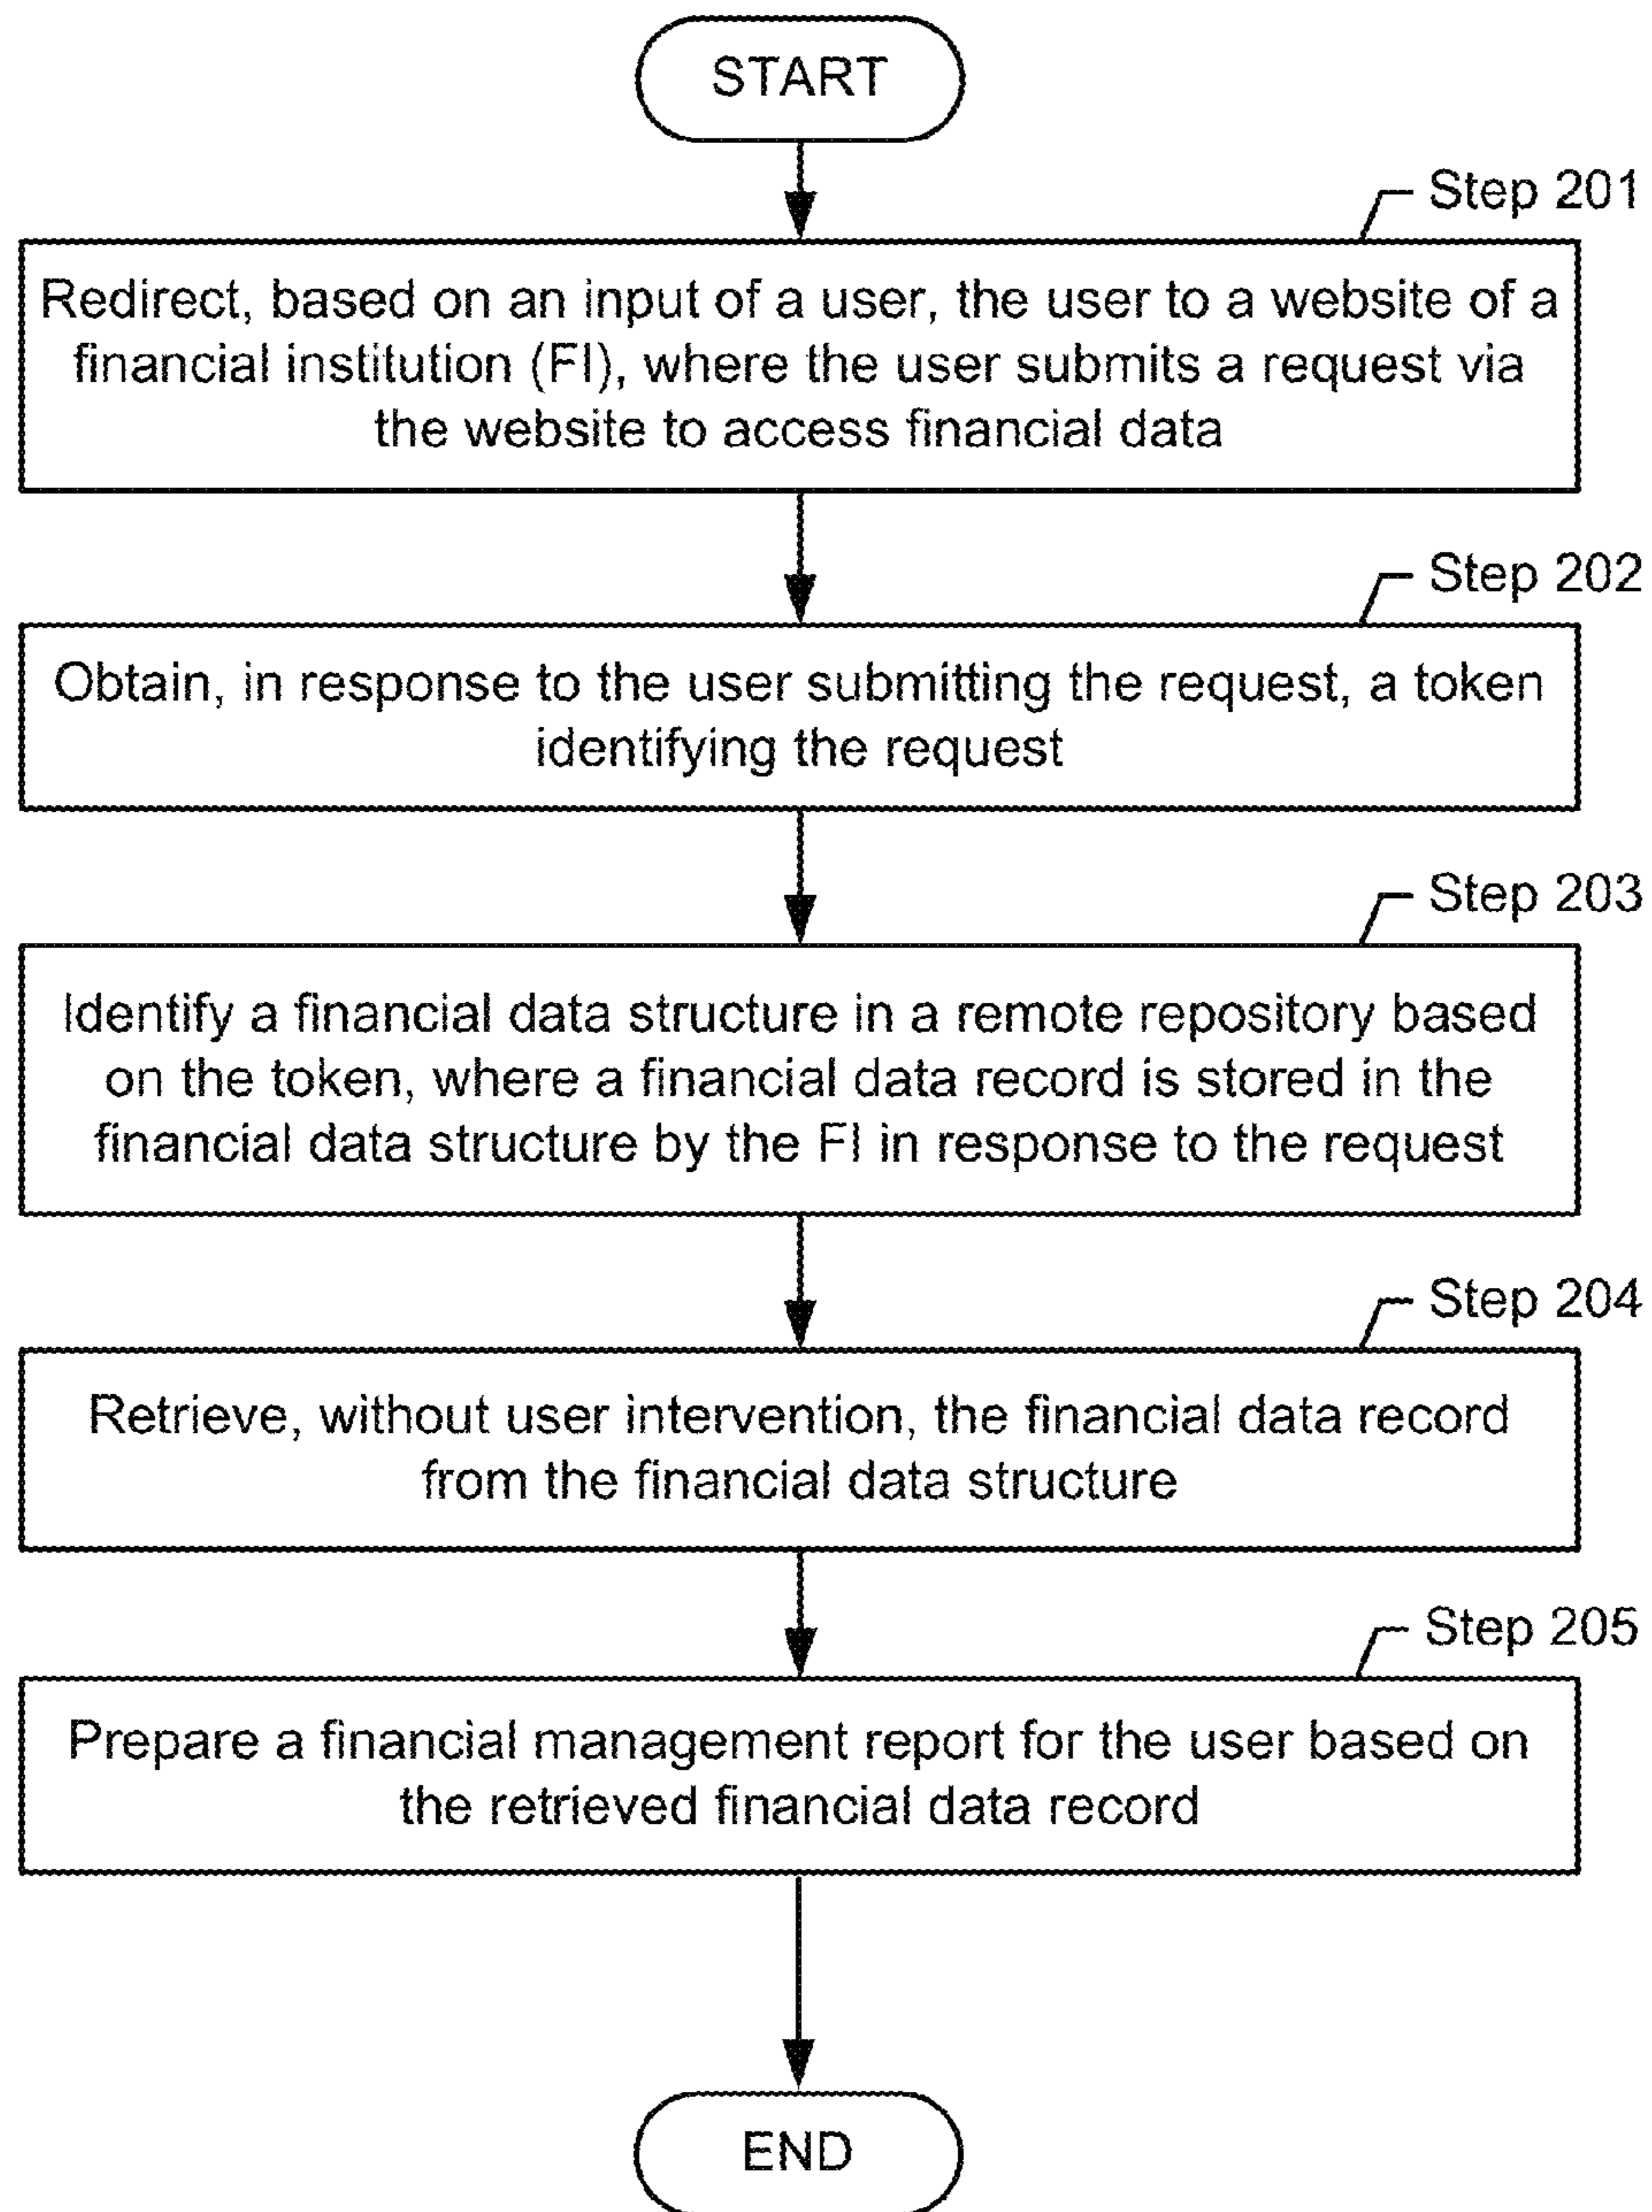 START
Step 201
Redirect, based on an input of a user, the user to a website of a
financial institution (FI), where the user submits a request via
the website to access financial data
Step 202
Obtain, in response to the user submitting the request, a token
identifying the request
Step 203
Identify a financial data structure in a remote repository based
on the token, where a financial data record is stored in the
financial data structure by the FI in response to the request
Step 204
Retrieve, without user intervention, the financial data record
from the financial data structure
Step 205
Prepare a financial management report for the user based on
the retrieved financial data record
END